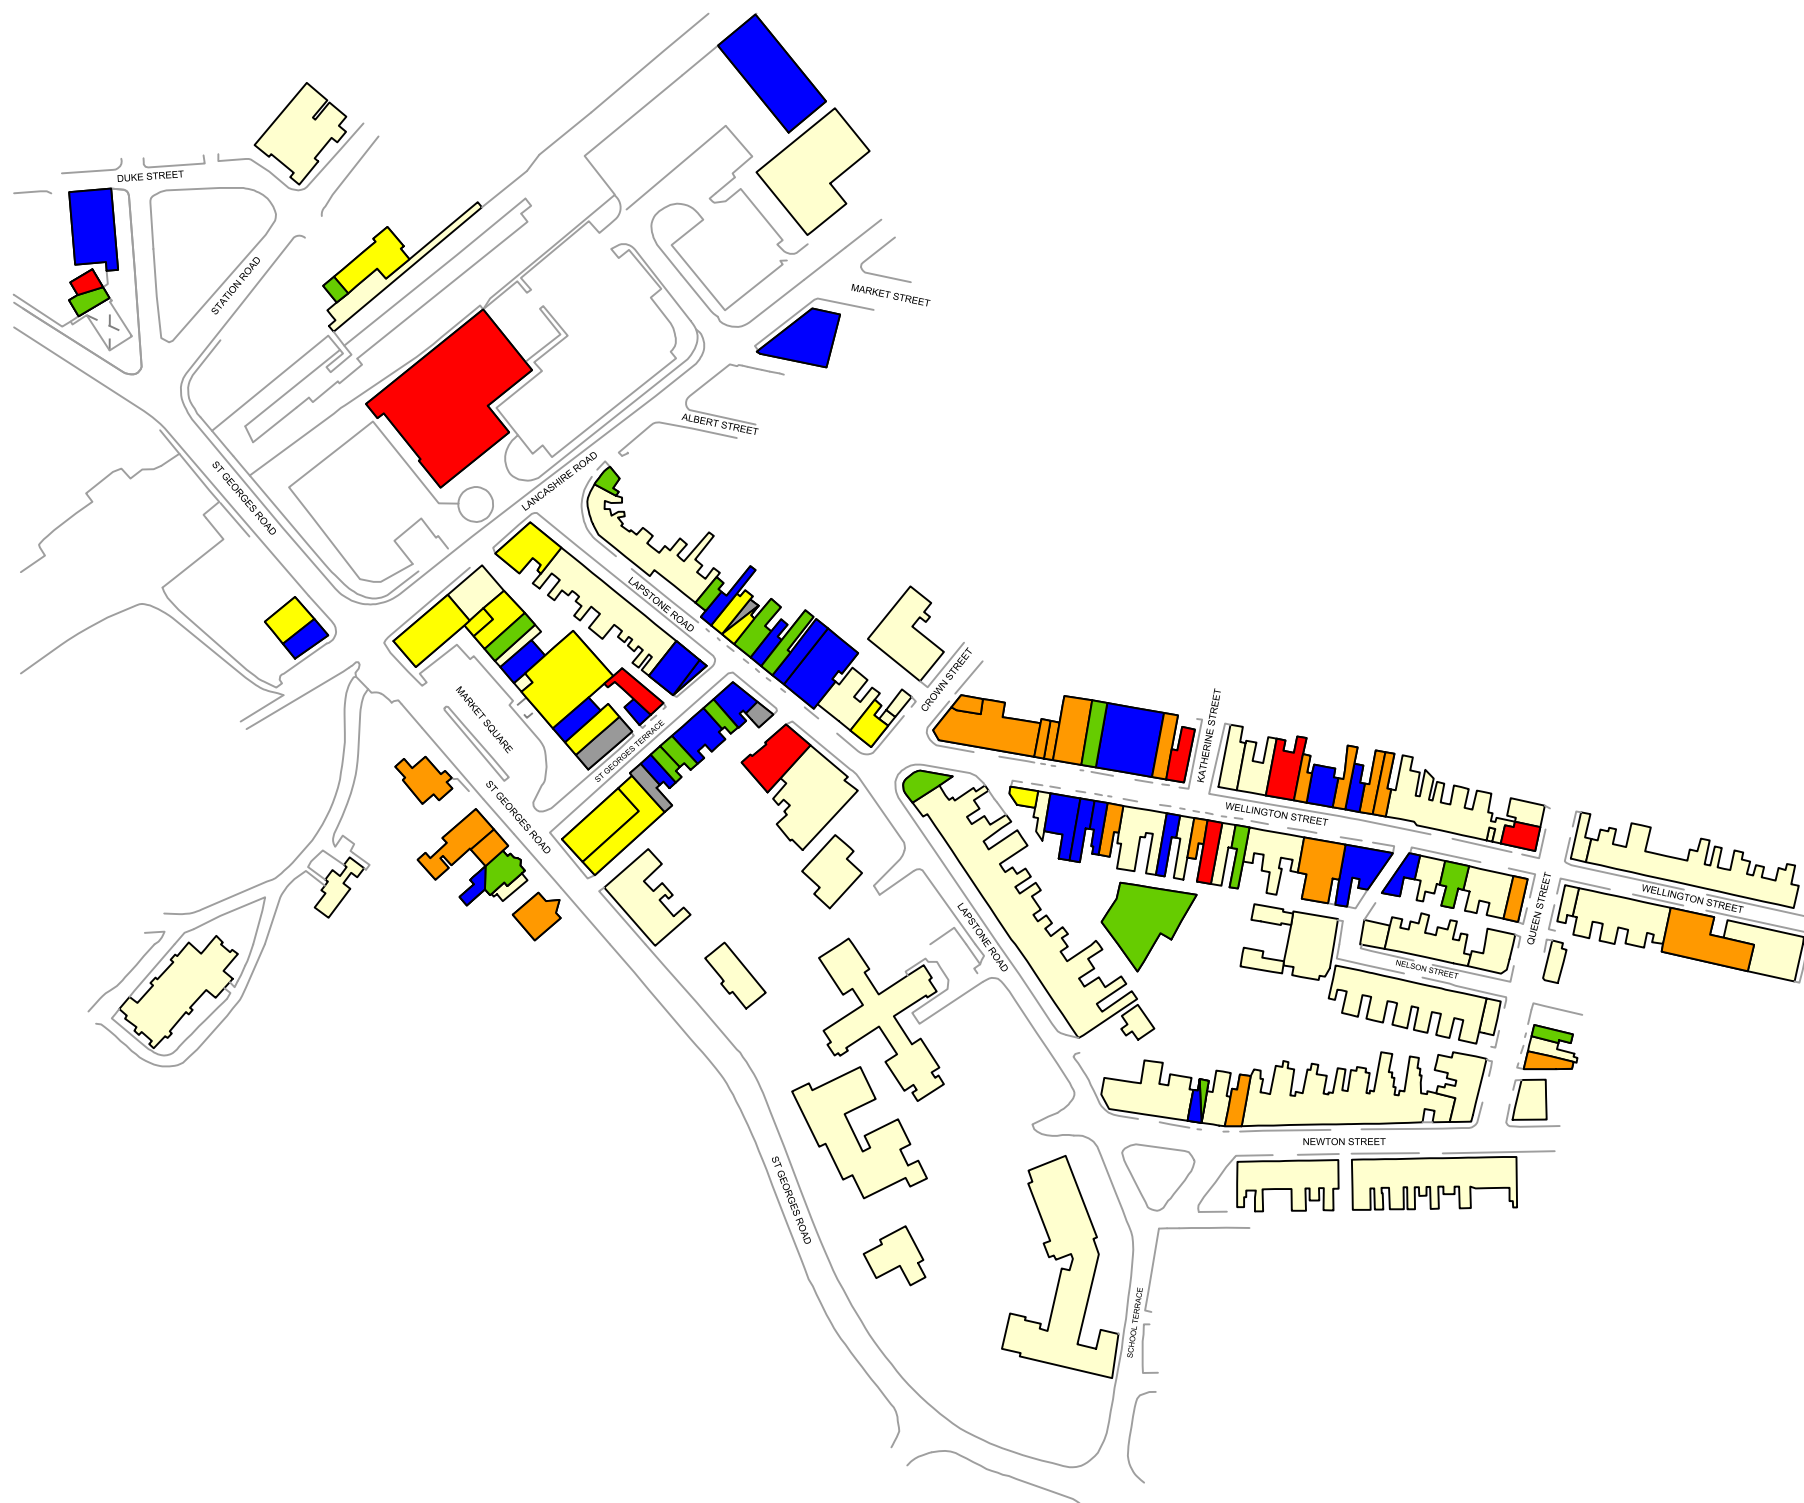 DUKE STREET
STATION ROAD
MARKET STREET
ALBERT STREET
ST GEORGES ROAD
LANCASHIRE ROAD
LAPSTONE ROAD
CROWN STREET
MARKET SQUARE
ST GEORGES TERRACE
KATHERINE STREET
ST GEORGES ROAD
WELLINGTON STREET
WELLINGTON STREET
QUEEN STREET
LAPSTONE ROAD
NELSON STREET
NEWTON STREET
ST GEORGES ROAD
SCHOOL TERRACE